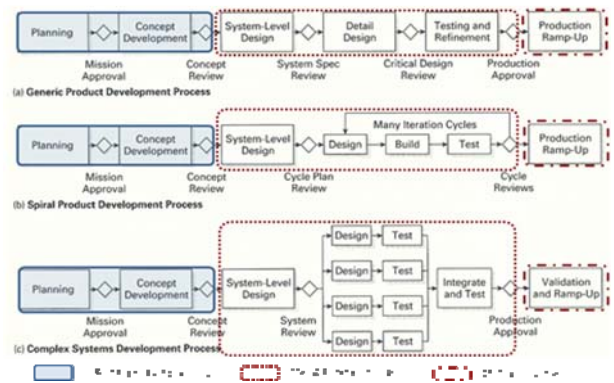 Planning
Concept Development
System-Level Design
Detail Design
Testing and Refinement
Production Ramp-Up
Mission Approval
Concept Review
System Spec Review
Critical Design Review
Production Approval
(a) Generic Product Development Process
Planning
Concept Development
System-Level Design
Many Iteration Cycles
Design
Build
Test
Production Ramp-Up
Mission Approval
Concept Review
Cycle Plan Review
Cycle Reviews
(b) Spiral Product Development Process
Design
Test
Design
Test
Planning
Concept Development
System-Level Design
Integrate and Test
Validation and Ramp-Up
Design
Test
Mission Approval
Concept Review
System Review
Production Approval
Design
Test
(c) Complex Systems Development Process